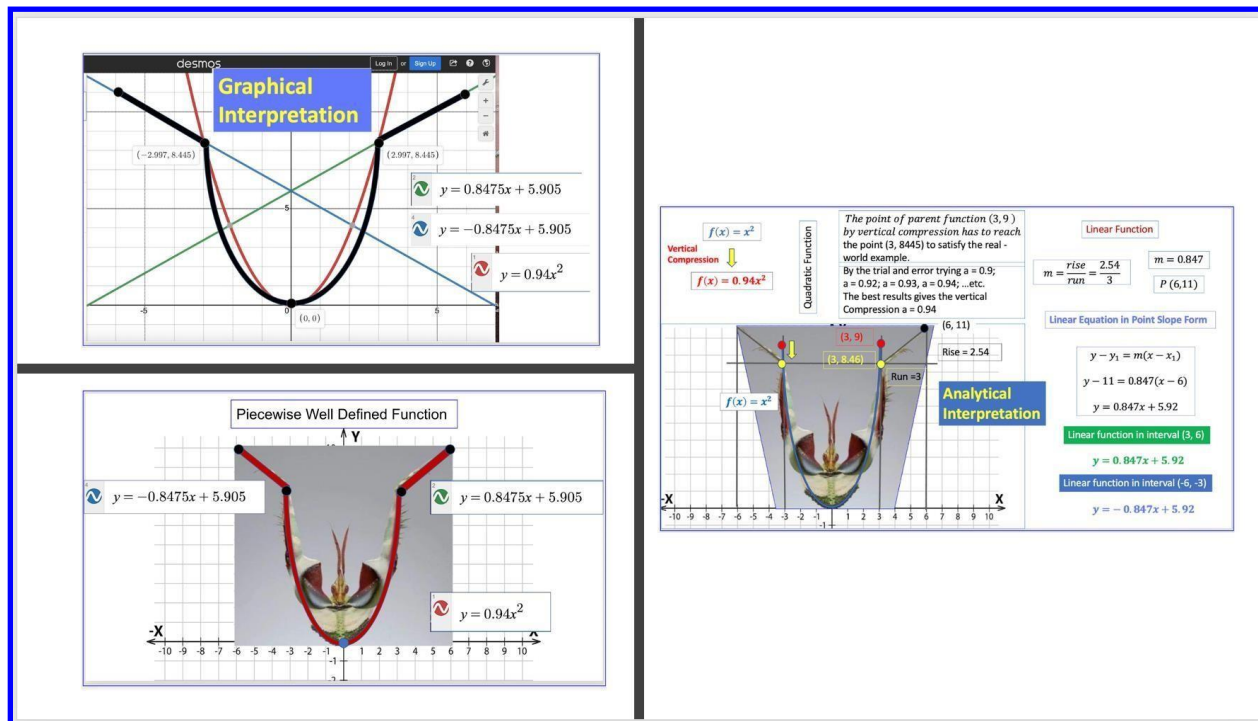 desmos
Log In or Sign Up
Graphical
Interpretation
(−2.997, 8.445)
(2.997, 8.445)
5
-5
0
5
(0, 0)
2
y = 0.8475x + 5.905
4
y = −0.8475x + 5.905
1
y = 0.94x²
Piecewise Well Defined Function
Y
4
y = −0.8475x + 5.905
2
y = 0.8475x + 5.905
1
y = 0.94x²
-X
X
-10 -9 -8 -7 -6 -5 -4 -3 -2 -1 1 2 3 4 5 6 7 8 9 10
-1
f(x) = x²
Vertical
Compression
f(x) = 0.94x²
Quadratic Function
The point of parent function (3, 9 )
by vertical compression has to reach
the point (3, 8445) to satisfy the real -
world example.
By the trial and error trying a = 0.9;
a = 0.92; a = 0.93, a = 0.94; ...etc.
The best results gives the vertical
Compression a = 0.94
Linear Function
m = rise/run = 2.54/3
m = 0.847
P (6,11)
Linear Equation in Point Slope Form
y − y₁ = m(x − x₁)
y − 11 = 0.847(x − 6)
y = 0.847x + 5.92
Linear function in interval (3, 6)
y = 0.847x + 5.92
Linear function in interval (-6, -3)
y = − 0.847x + 5.92
(6, 11)
(3, 9)
(3, 8.46)
Rise = 2.54
Run =3
f(x) = x²
Analytical
Interpretation
-X
X
-10 -9 -8 -7 -6 -5 -4 -3 -2 -1 0 1 2 3 4 5 6 7 8 9 10
-1